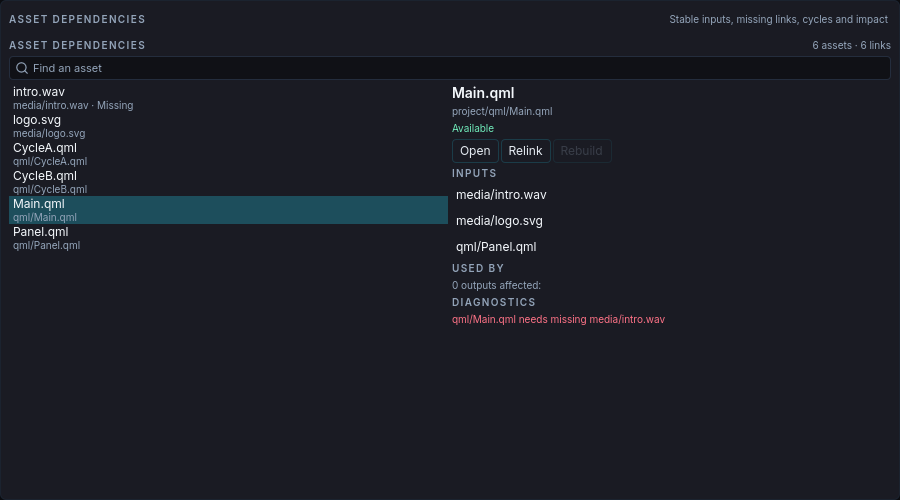 ASSET DEPENDENCIES
Stable inputs, missing links, cycles and impact
ASSET DEPENDENCIES
6 assets · 6 links
Find an asset
intro.wav
media/intro.wav · Missing
logo.svg
media/logo.svg
CycleA.qml
qml/CycleA.qml
CycleB.qml
qml/CycleB.qml
Main.qml
qml/Main.qml
Panel.qml
qml/Panel.qml
Main.qml
project/qml/Main.qml
Available
Open Relink Rebuild
INPUTS
media/intro.wav
media/logo.svg
qml/Panel.qml
USED BY
0 outputs affected:
DIAGNOSTICS
qml/Main.qml needs missing media/intro.wav